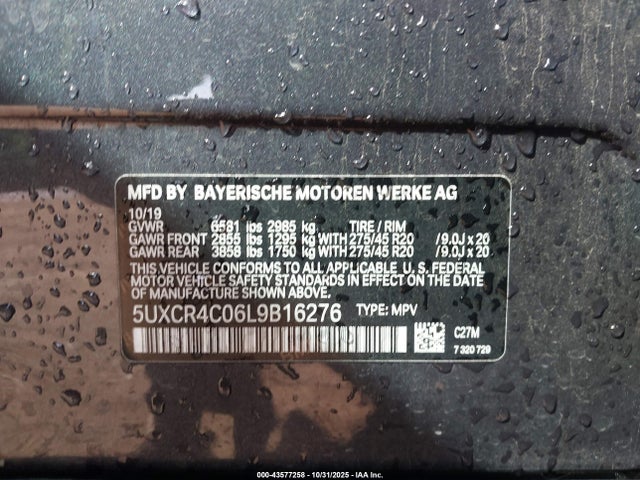 MFD BY BAYERISCHE MOTOREN WERKE AG
10/19
GVWR 6581 lbs 2985 kg TIRE / RIM
GAWR FRONT 2855 lbs 1295 kg WITH 275/45 R20 / 9.0J x 20
GAWR REAR 3858 lbs 1750 kg WITH 275/45 R20 / 9.0J x 20
THIS VEHICLE CONFORMS TO ALL APPLICABLE U. S. FEDERAL
MOTOR VEHICLE SAFETY STANDARDS IN EFFECT ON THE DATE
OF MANUFACTURE SHOWN ABOVE.
5UXCR4C06L9B16276 TYPE: MPV
C27M
7 320 729
000-43577258 - 10/31/2025 - IAA Inc.